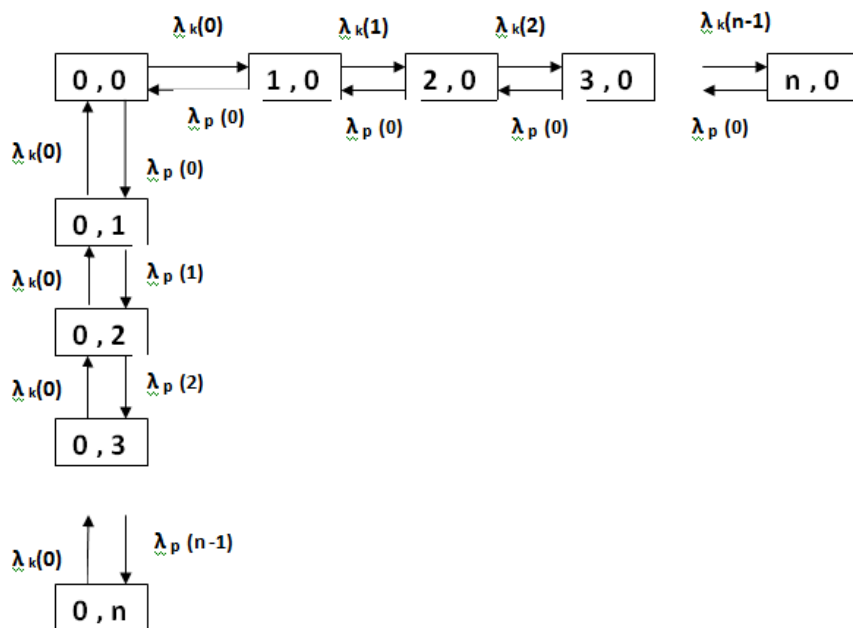 λk(0) λk(1) λk(2) λk(n-1)
0 , 0 1 , 0 2 , 0 3 , 0 n , 0
λp (0) λp (0) λp (0) λp (0)
λk(0) λp (0)
0 , 1
λk(0) λp (1)
0 , 2
λk(0) λp (2)
0 , 3
λk(0) λp (n-1)
0 , n